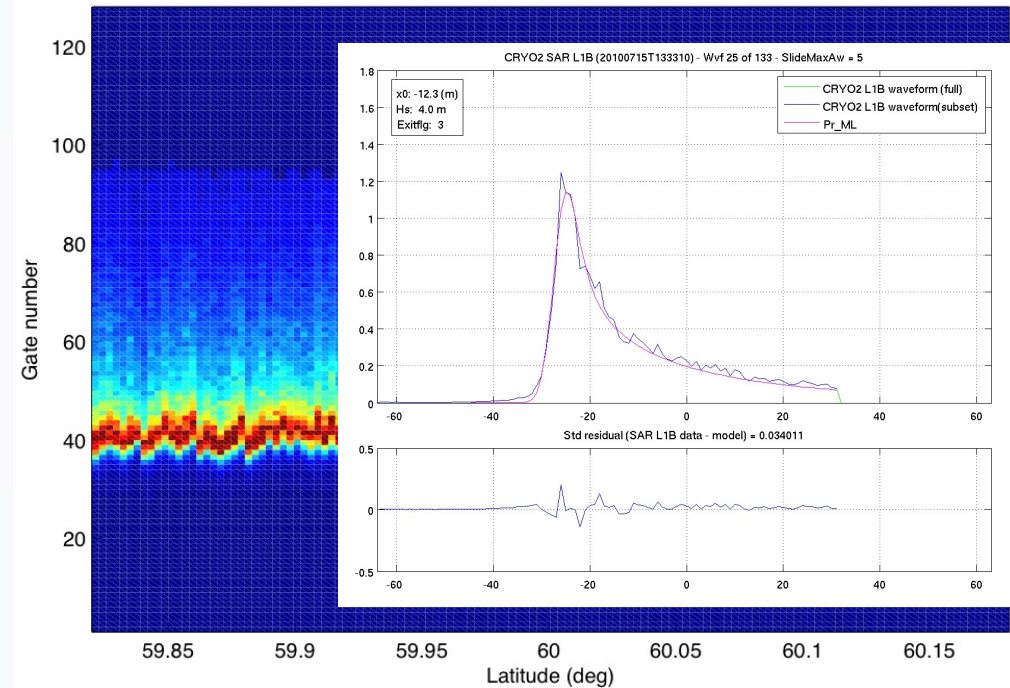 120
100
80
60
40
20
Gate number
59.85 59.9 59.95 60 60.05 60.1 60.15
Latitude (deg)
CRYO2 SAR L1B (20100715T133310) - Wvf 25 of 133 - SlideMaxAw = 5
x0: -12.3 (m)
Hs: 4.0 m
Exitflg: 3
CRYO2 L1B waveform (full)
CRYO2 L1B waveform(subset)
Pr_ML
1.8
1.6
1.4
1.2
1
0.8
0.6
0.4
0.2
0
-60 -40 -20 0 20 40 60
Std residual (SAR L1B data - model) = 0.034011
0.5
0
-0.5
-60 -40 -20 0 20 40 60